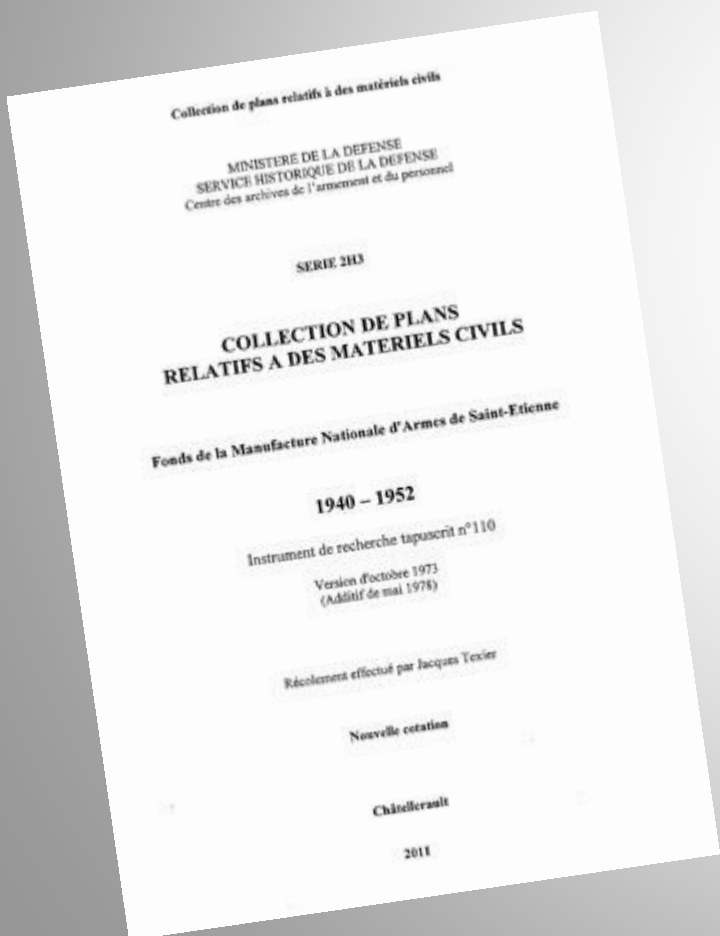 Collection de plans relatifs à des matériels civils
MINISTERE DE LA DEFENSE
SERVICE HISTORIQUE DE LA DEFENSE
Centre des archives de l'armement et du personnel
SERIE 2H3
COLLECTION DE PLANS
RELATIFS A DES MATERIELS CIVILS
Fonds de la Manufacture Nationale d'Armes de Saint-Etienne
1940 – 1952
Instrument de recherche tapuscrit n°110
Version d'octobre 1973
(Additif de mai 1978)
Récolement effectué par Jacques Texier
Nouvelle cotation
Châtellerault
2011